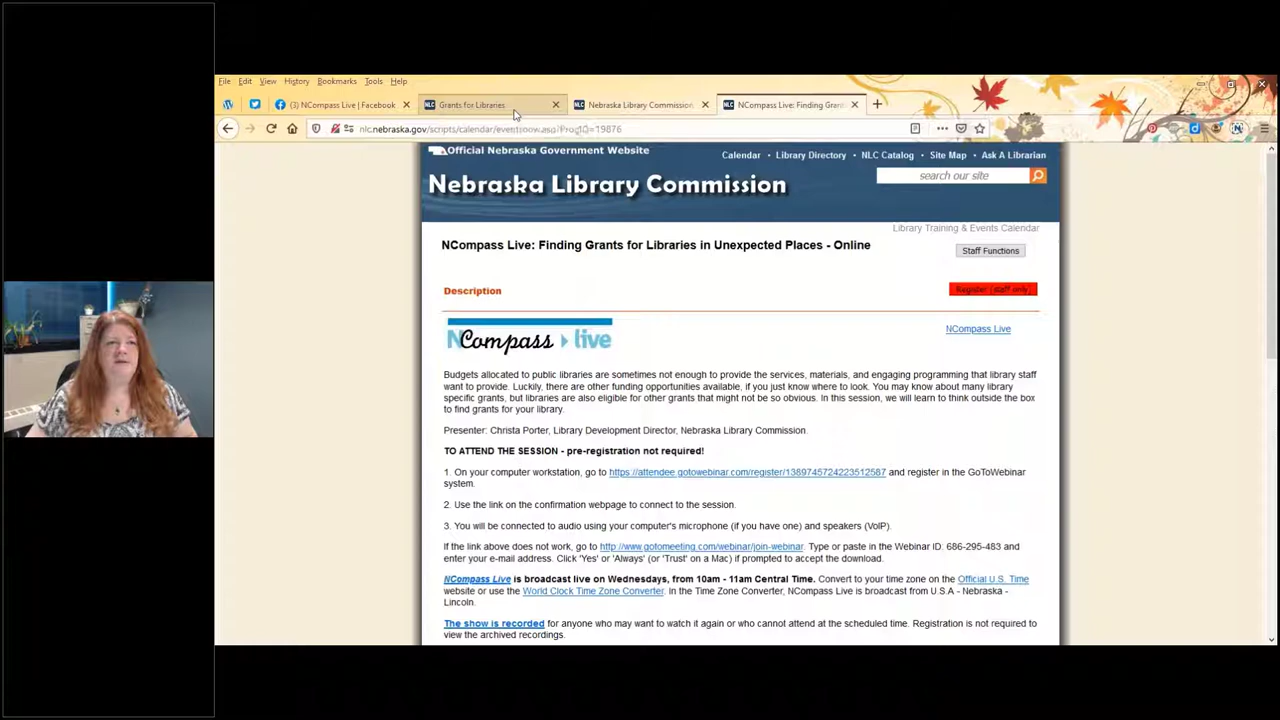 File Edit View History Bookmarks Tools Help
(3) NCompass Live | Facebook
Grants for Libraries
Nebraska Library Commission
NCompass Live: Finding Grants
nlc.nebraska.gov/scripts/calendar/eventshow.asp?ProgID=19876
Official Nebraska Government Website
Calendar • Library Directory • NLC Catalog • Site Map • Ask A Librarian
Nebraska Library Commission
search our site
Library Training & Events Calendar
NCompass Live: Finding Grants for Libraries in Unexpected Places - Online
Staff Functions
Description
Register (staff only)
NCompass live
NCompass Live
Budgets allocated to public libraries are sometimes not enough to provide the services, materials, and engaging programming that library staff
want to provide. Luckily, there are other funding opportunities available, if you just know where to look. You may know about many library
specific grants, but libraries are also eligible for other grants that might not be so obvious. In this session, we will learn to think outside the box
to find grants for your library.
Presenter: Christa Porter, Library Development Director, Nebraska Library Commission.
TO ATTEND THE SESSION - pre-registration not required!
1. On your computer workstation, go to https://attendee.gotowebinar.com/register/1389745724223512587 and register in the GoToWebinar
system.
2. Use the link on the confirmation webpage to connect to the session.
3. You will be connected to audio using your computer's microphone (if you have one) and speakers (VoIP).
If the link above does not work, go to http://www.gotomeeting.com/webinar/join-webinar. Type or paste in the Webinar ID: 686-295-483 and
enter your e-mail address. Click 'Yes' or 'Always' (or 'Trust' on a Mac) if prompted to accept the download.
NCompass Live is broadcast live on Wednesdays, from 10am - 11am Central Time. Convert to your time zone on the Official U.S. Time
website or use the World Clock Time Zone Converter. In the Time Zone Converter, NCompass Live is broadcast from U.S.A - Nebraska -
Lincoln.
The show is recorded for anyone who may want to watch it again or who cannot attend at the scheduled time. Registration is not required to
view the archived recordings.